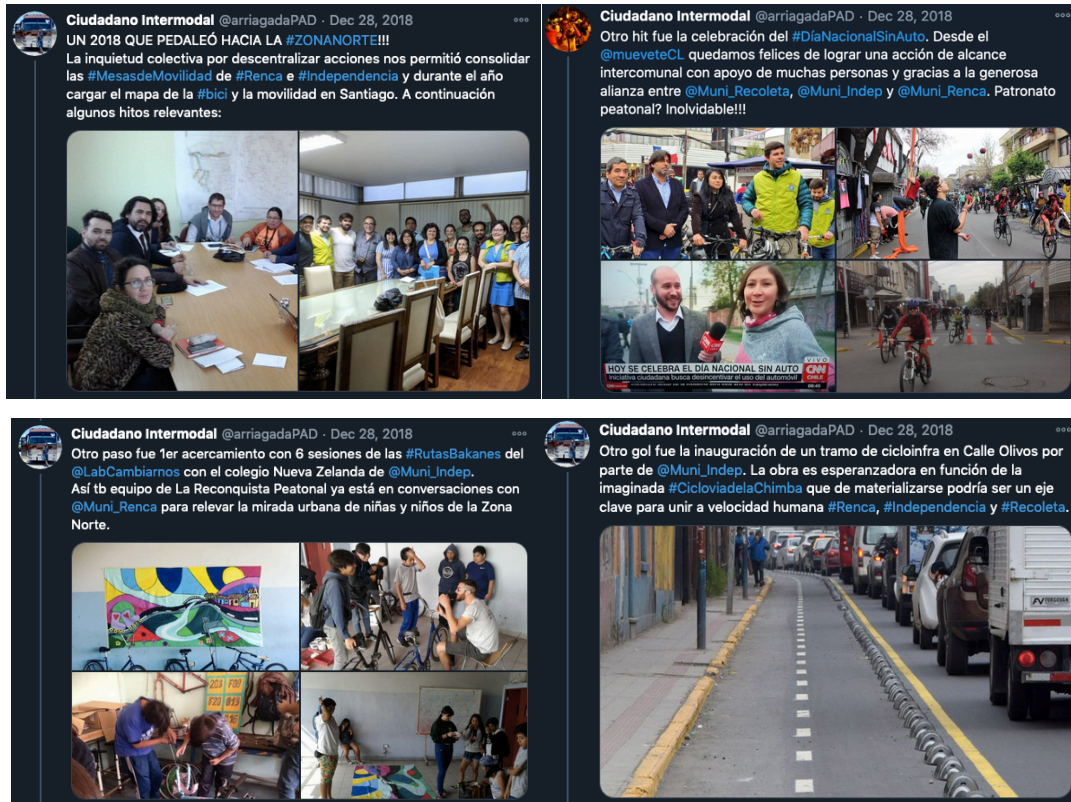 Ciudadano Intermodal @arriagadaPAD · Dec 28, 2018
UN 2018 QUE PEDALEÓ HACIA LA #ZONANORTE!!!
La inquietud colectiva por descentralizar acciones nos permitió consolidar
las #MesasdeMovilidad de #Renca e #Independencia y durante el año
cargar el mapa de la #bici y la movilidad en Santiago. A continuación
algunos hitos relevantes:
Ciudadano Intermodal @arriagadaPAD · Dec 28, 2018
Otro hit fue la celebración del #DíaNacionalSinAuto. Desde el
@mueveteCL quedamos felices de lograr una acción de alcance
intercomunal con apoyo de muchas personas y gracias a la generosa
alianza entre @Muni_Recoleta, @Muni_Indep y @Muni_Renca. Patronato
peatonal? Inolvidable!!!
HOY SE CELEBRA EL DÍA NACIONAL SIN AUTO
Iniciativa ciudadana busca desincentivar el uso del automóvil
VIVO
CNN
CHILE
08:45
Ciudadano Intermodal @arriagadaPAD · Dec 28, 2018
Otro paso fue 1er acercamiento con 6 sesiones de las #RutasBakanes del
@LabCambiarnos con el colegio Nueva Zelanda de @Muni_Indep.
Así tb equipo de La Reconquista Peatonal ya está en conversaciones con
@Muni_Renca para relevar la mirada urbana de niñas y niños de la Zona
Norte.
Ciudadano Intermodal @arriagadaPAD · Dec 28, 2018
Otro gol fue la inauguración de un tramo de cicloinfra en Calle Olivos por
parte de @Muni_Indep. La obra es esperanzadora en función de la
imaginada #CicloviadelaChimba que de materializarse podría ser un eje
clave para unir a velocidad humana #Renca, #Independencia y #Recoleta.